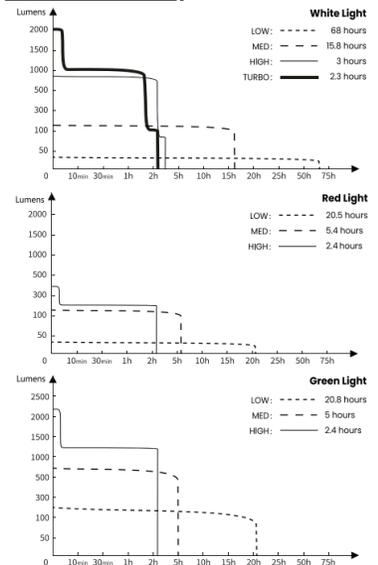 Lumens
White Light
LOW: 68 hours
MED: 15.8 hours
HIGH: 3 hours
TURBO: 2.3 hours
2000
1500
1000
500
300
100
50
0 10min 30min 1h 2h 5h 10h 15h 20h 50h 75h
Lumens
Red Light
LOW: 20.5 hours
MED: 5.4 hours
HIGH: 2.4 hours
2000
1500
1000
500
300
100
50
0 10min 30min 1h 2h 5h 10h 15h 20h 50h 75h
Lumens
Green Light
LOW: 20.8 hours
MED: 5 hours
HIGH: 2.4 hours
2500
2000
1500
1000
500
300
100
50
0 10min 30min 1h 2h 5h 10h 15h 20h 50h 75h